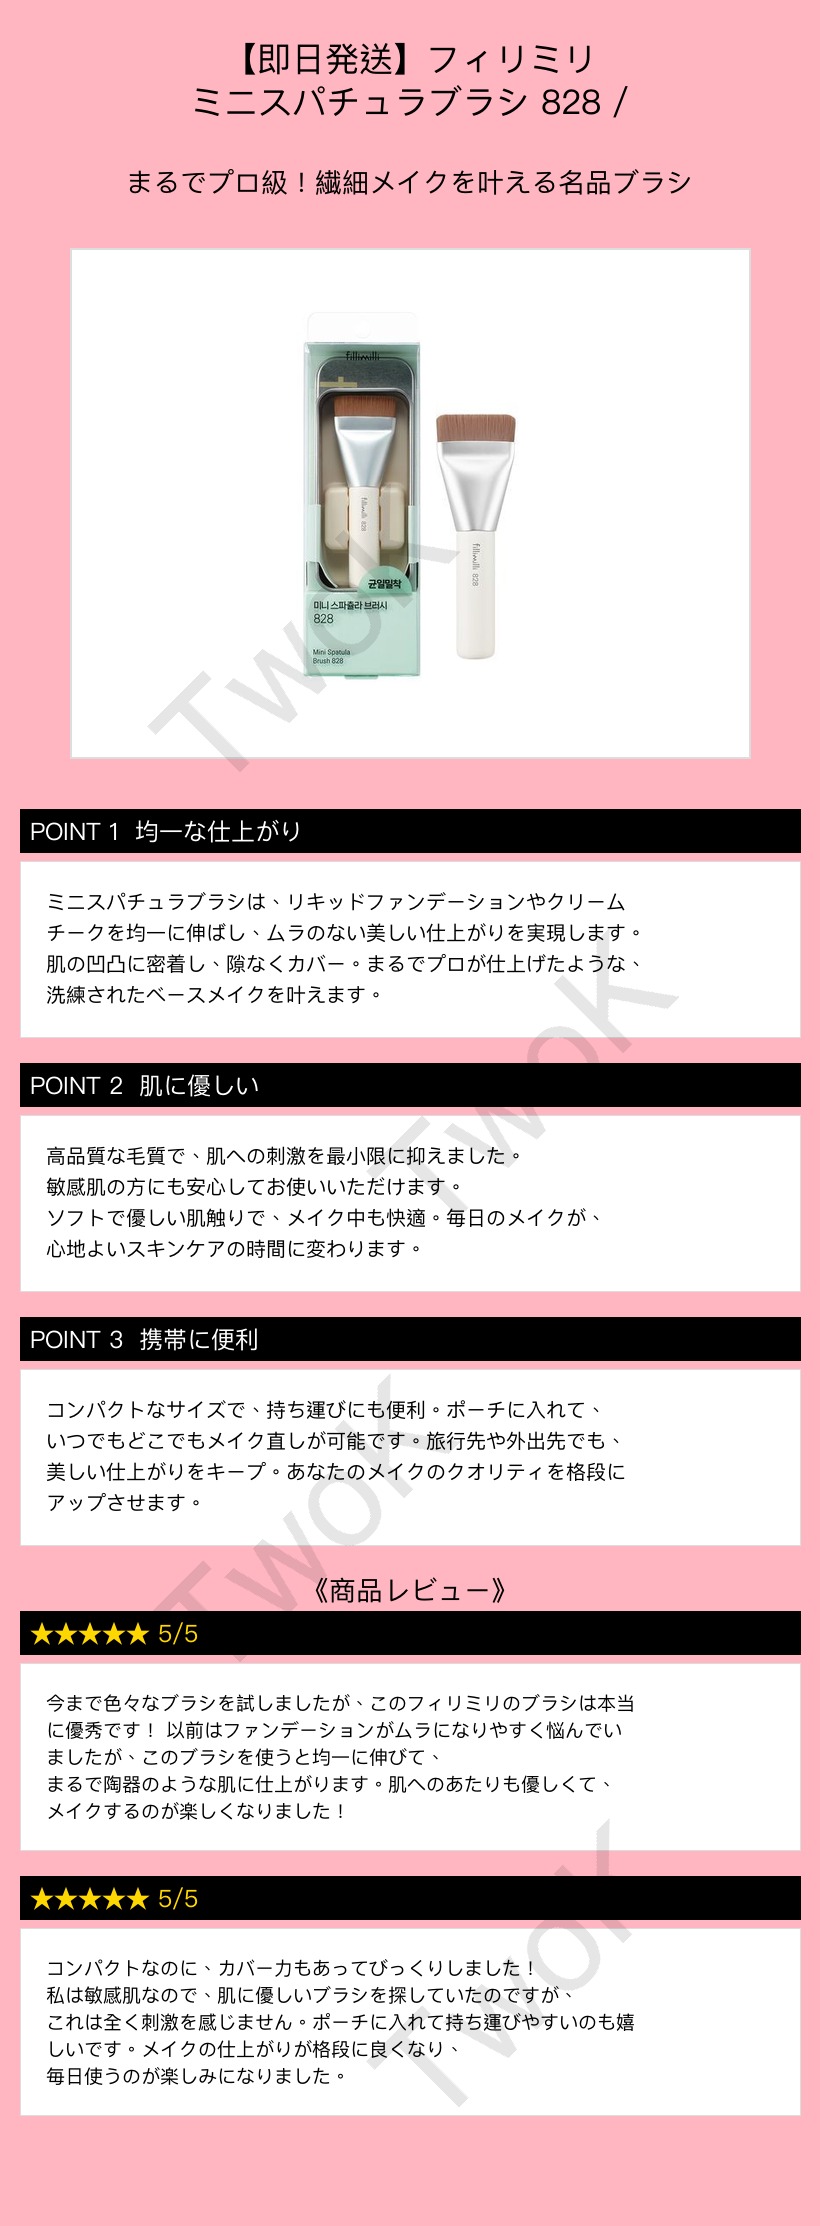 【即日発送】フィリミリ
ミニスパチュラブラシ 828 /
まるでプロ級！繊細メイクを叶える名品ブラシ
fillimilli
fillimilli 828
fillimilli 828
균일밀착
미니 스파츌라 브러시
828
Mini Spatula
Brush 828
TwoK
POINT 1 均一な仕上がり
ミニスパチュラブラシは、リキッドファンデーションやクリーム
チークを均一に伸ばし、ムラのない美しい仕上がりを実現します。
肌の凹凸に密着し、隙なくカバー。まるでプロが仕上げたような、
洗練されたベースメイクを叶えます。
TwoK
POINT 2 肌に優しい
高品質な毛質で、肌への刺激を最小限に抑えました。
敏感肌の方にも安心してお使いいただけます。
ソフトで優しい肌触りで、メイク中も快適。毎日のメイクが、
心地よいスキンケアの時間に変わります。
POINT 3 携帯に便利
コンパクトなサイズで、持ち運びにも便利。ポーチに入れて、
いつでもどこでもメイク直しが可能です。旅行先や外出先でも、
美しい仕上がりをキープ。あなたのメイクのクオリティを格段に
アップさせます。
TwoK
《商品レビュー》
★★★★★ 5/5
今まで色々なブラシを試しましたが、このフィリミリのブラシは本当
に優秀です！ 以前はファンデーションがムラになりやすく悩んでい
ましたが、このブラシを使うと均一に伸びて、
まるで陶器のような肌に仕上がります。肌へのあたりも優しくて、
メイクするのが楽しくなりました！
★★★★★ 5/5
コンパクトなのに、カバー力もあってびっくりしました！
私は敏感肌なので、肌に優しいブラシを探していたのですが、
これは全く刺激を感じません。ポーチに入れて持ち運びやすいのも嬉
しいです。メイクの仕上がりが格段に良くなり、
毎日使うのが楽しみになりました。
TwoK